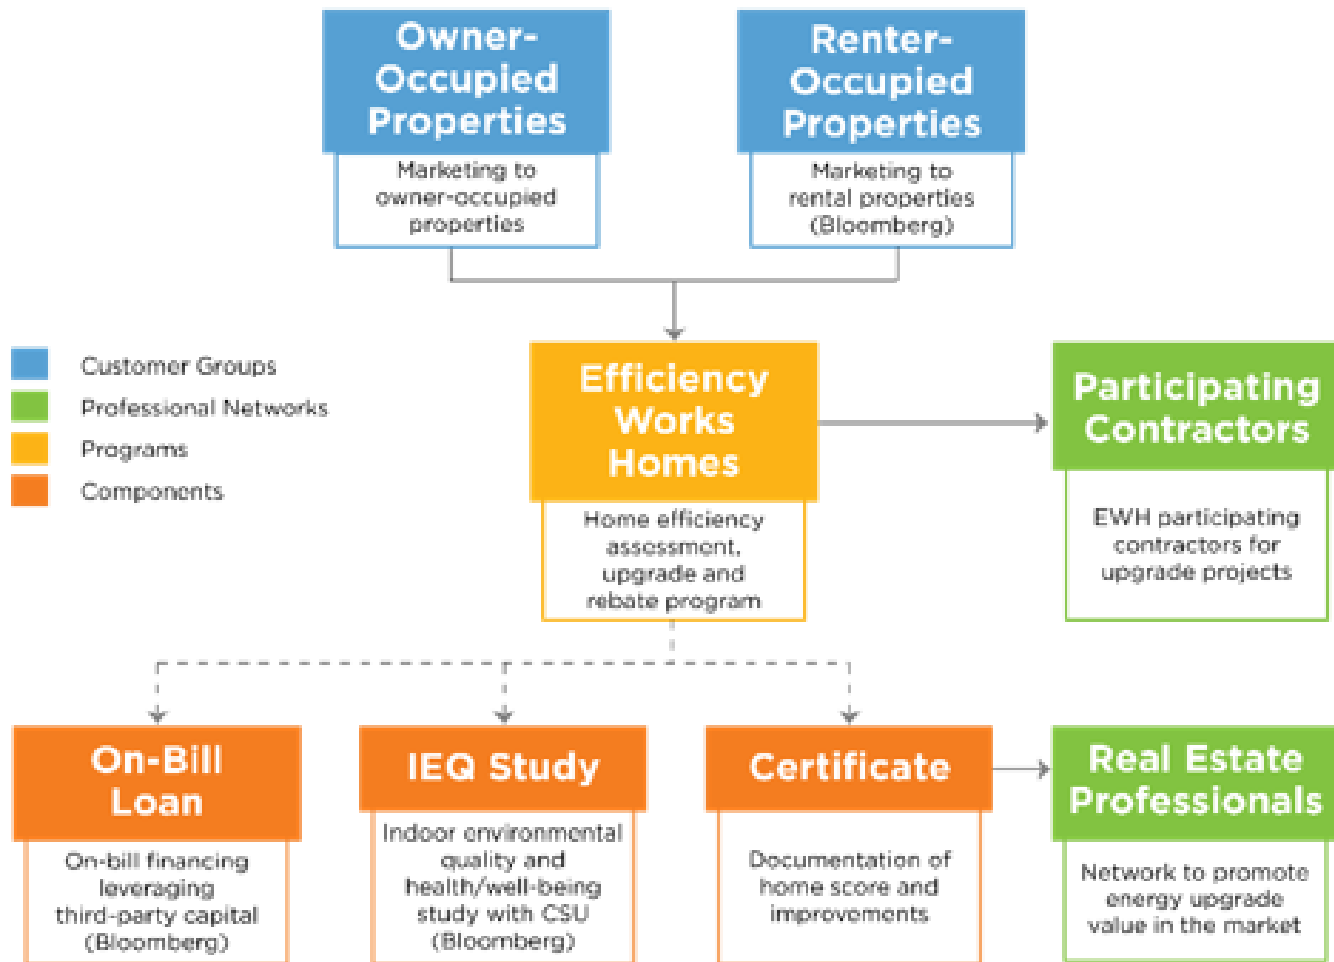 Owner-
Occupied
Properties
Marketing to
owner-occupied
properties
Renter-
Occupied
Properties
Marketing to
rental properties
(Bloomberg)
Customer Groups
Professional Networks
Programs
Components
Efficiency
Works
Homes
Home efficiency
assessment,
upgrade and
rebate program
Participating
Contractors
EWH participating
contractors for
upgrade projects
On-Bill
Loan
On-bill financing
leveraging
third-party capital
(Bloomberg)
IEQ Study
Indoor environmental
quality and
health/well-being
study with CSU
(Bloomberg)
Certificate
Documentation of
home score and
improvements
Real Estate
Professionals
Network to promote
energy upgrade
value in the market